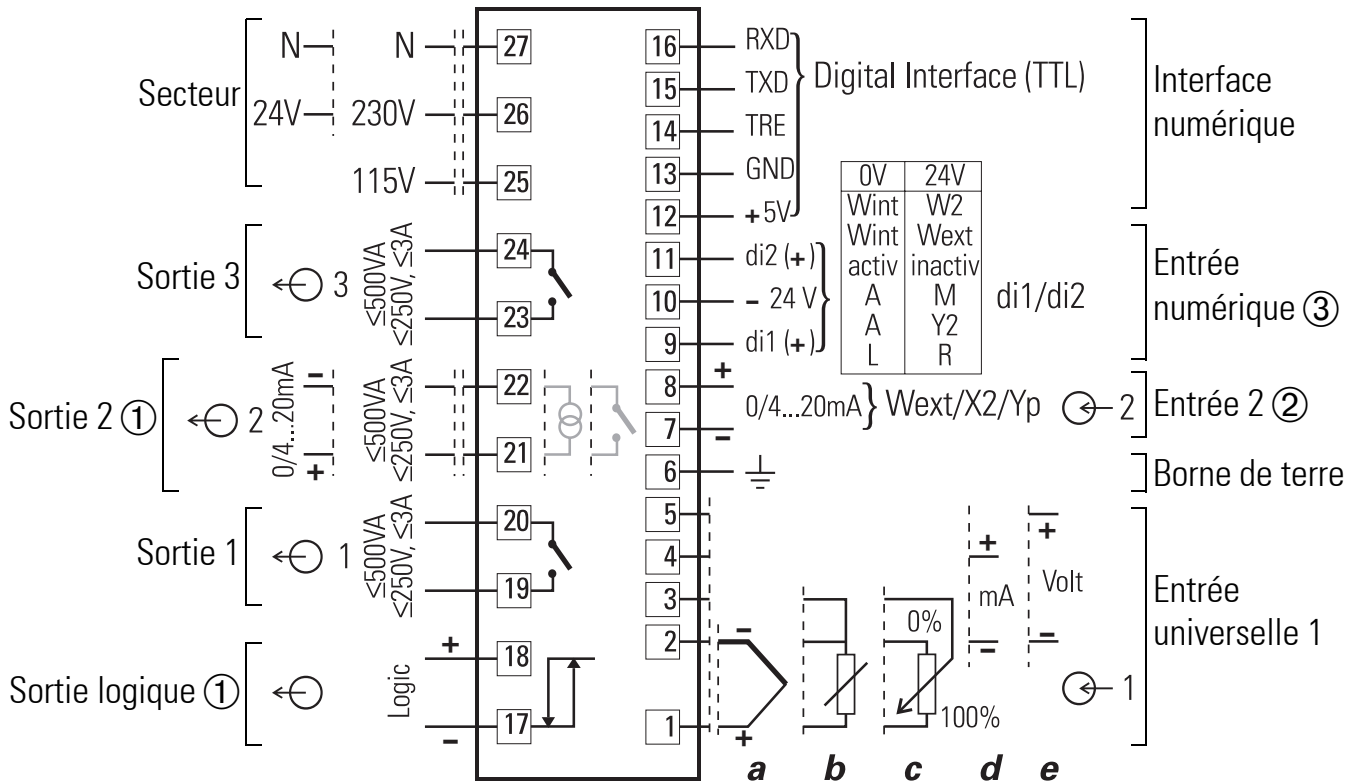 Secteur
N
N
27
24V
230V
26
115V
25
Sortie 3
3
≤500VA
≤250V, ≤3A
24
23
Sortie 2 ①
2
0/4...20mA
-
+
≤500VA
≤250V, ≤3A
22
21
Sortie 1
1
≤500VA
≤250V, ≤3A
20
19
Sortie logique ①
Logic
+
-
18
17
16 RXD
15 TXD
14 TRE
13 GND
12 +5V
Digital Interface (TTL)
Interface
numérique
11 di2 (+)
10 - 24 V
9 di1 (+)
0V 24V
Wint W2
Wint Wext
activ inactiv
A M
A Y2
L R
di1/di2
Entrée
numérique ③
8 +
7 -
0/4...20mA } Wext/X2/Yp
2
Entrée 2 ②
6
Borne de terre
5
4
3
2
1
-
+
0%
100%
+
mA
-
+
Volt
-
1
Entrée
universelle 1
a b c d e